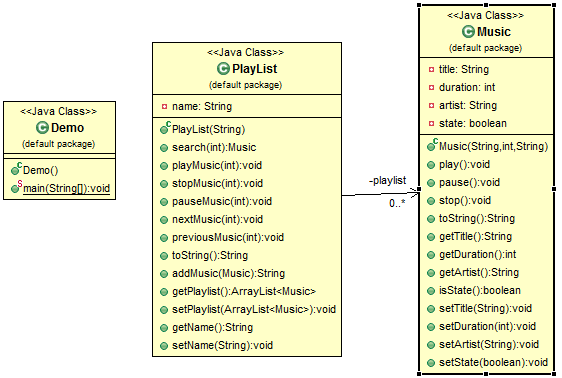 <<Java Class>>
Demo
(default package)
Demo()
main(String[]):void
<<Java Class>>
PlayList
(default package)
name: String
PlayList(String)
search(int):Music
playMusic(int):void
stopMusic(int):void
pauseMusic(int):void
nextMusic(int):void
previousMusic(int):void
toString():String
addMusic(Music):String
getPlaylist():ArrayList<Music>
setPlaylist(ArrayList<Music>):void
getName():String
setName(String):void
-playlist
0..*
<<Java Class>>
Music
(default package)
title: String
duration: int
artist: String
state: boolean
Music(String,int,String)
play():void
pause():void
stop():void
toString():String
getTitle():String
getDuration():int
getArtist():String
isState():boolean
setTitle(String):void
setDuration(int):void
setArtist(String):void
setState(boolean):void